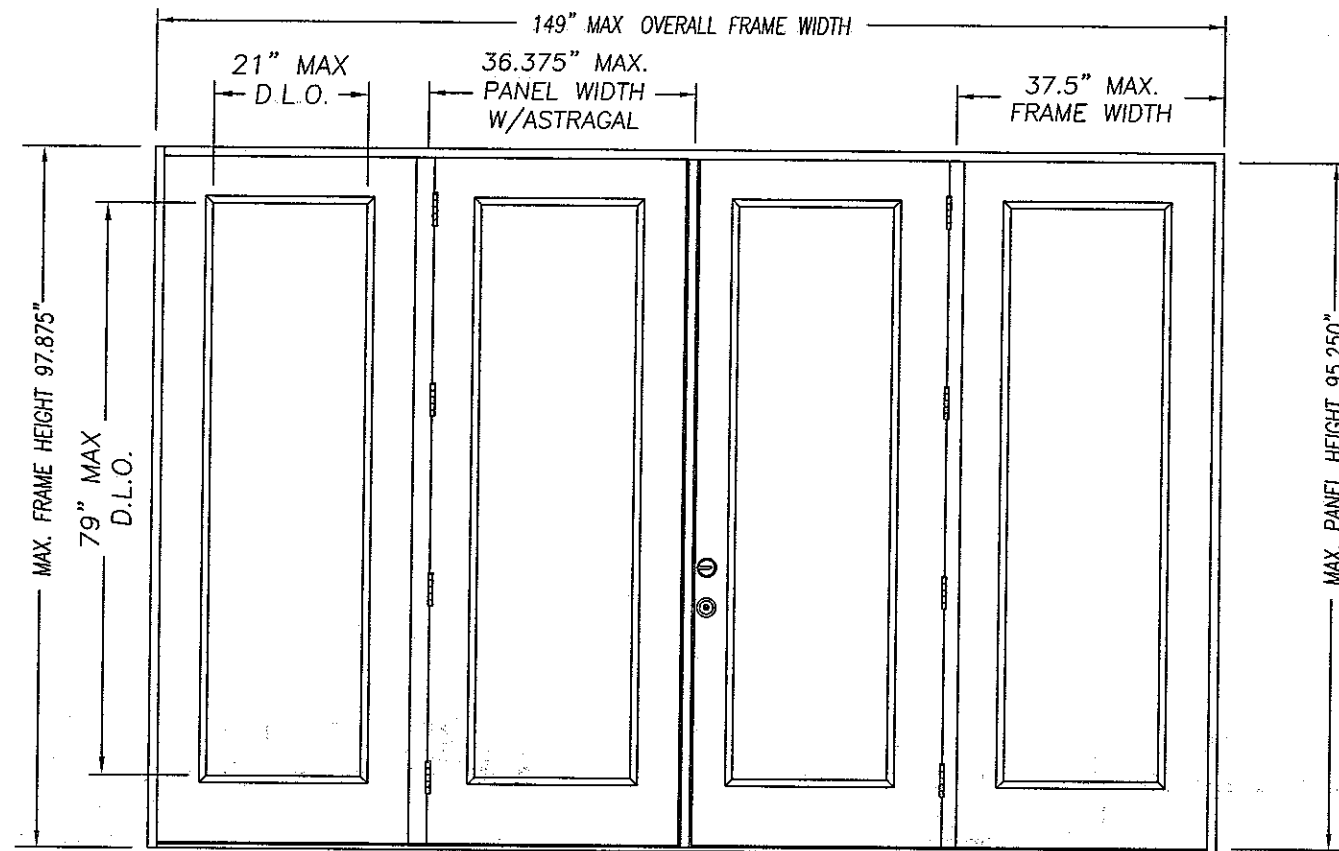 149" MAX OVERALL FRAME WIDTH
21" MAX
D.L.O.
36.375" MAX.
PANEL WIDTH
W/ASTRAGAL
37.5" MAX.
FRAME WIDTH
MAX. FRAME HEIGHT 97.875"
79" MAX
D.L.O.
MAX. PANEL HEIGHT 95.250"